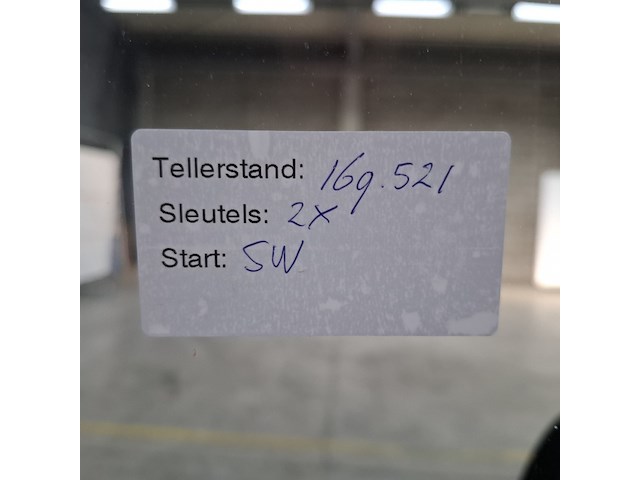 Tellerstand: 169.521
Sleutels: 2x
Start: SW